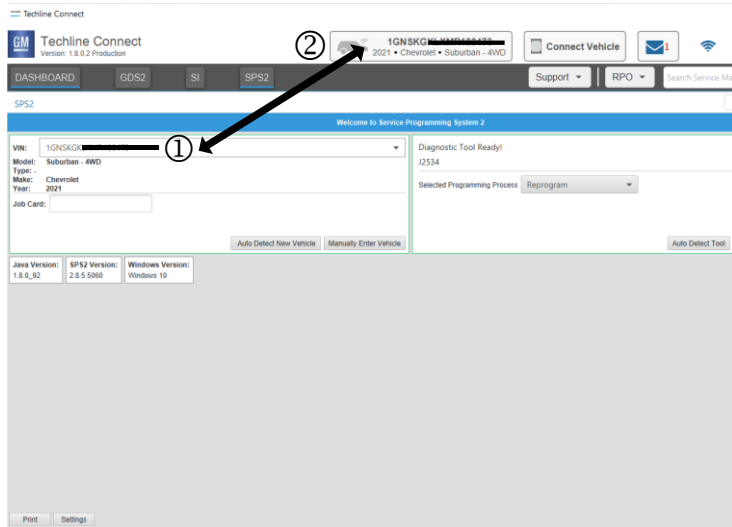 Techline Connect
GM
Techline Connect
Version: 1.8.0.2 Production
②
2021 • Chevrolet • Suburban - 4WD
Connect Vehicle
1
DASHBOARD
GDS2
SI
SPS2
Support
RPO
Search Service Ma
SPS2
Welcome to Service Programming System 2
VIN: 1GNSKGK
①
Model: Suburban - 4WD
Type: -
Make: Chevrolet
Year: 2021
Job Card:
Auto Detect New Vehicle
Manually Enter Vehicle
Diagnostic Tool Ready!
J2534
Selected Programming Process Reprogram
Auto Detect Tool
Java Version:
1.8.0_92
SPS2 Version:
2.8.5.5060
Windows Version:
Windows 10
Print
Settings